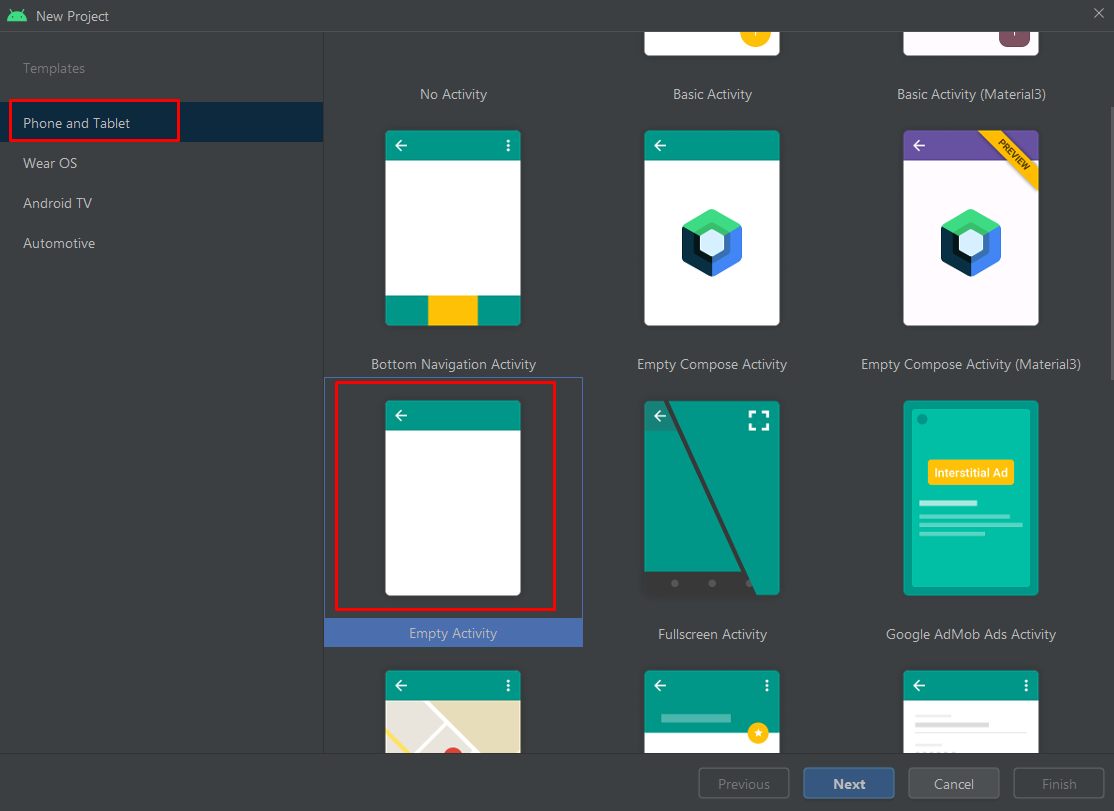 New Project
Templates
Phone and Tablet
Wear OS
Android TV
Automotive
No Activity
Basic Activity
Basic Activity (Material3)
PREVIEW
Bottom Navigation Activity
Empty Compose Activity
Empty Compose Activity (Material3)
Interstitial Ad
Empty Activity
Fullscreen Activity
Google AdMob Ads Activity
Previous
Next
Cancel
Finish